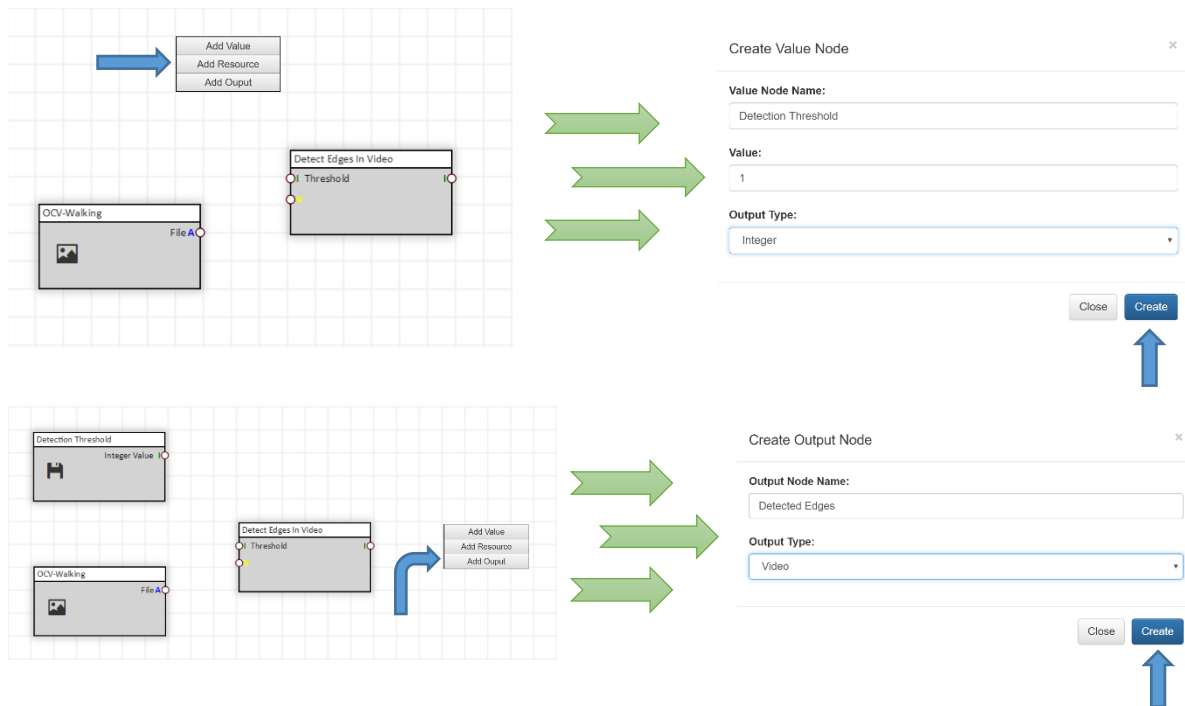 Add Value
Add Resource
Add Ouput
Detect Edges In Video
I Threshold I
V
OCV-Walking
File A
Create Value Node ×
Value Node Name:
Detection Threshold
Value:
1
Output Type:
Integer
Close Create
Detection Threshold
Integer Value I
Detect Edges In Video
I Threshold I
V
Add Value
Add Resource
Add Ouput
OCV-Walking
File A
Create Output Node ×
Output Node Name:
Detected Edges
Output Type:
Video
Close Create